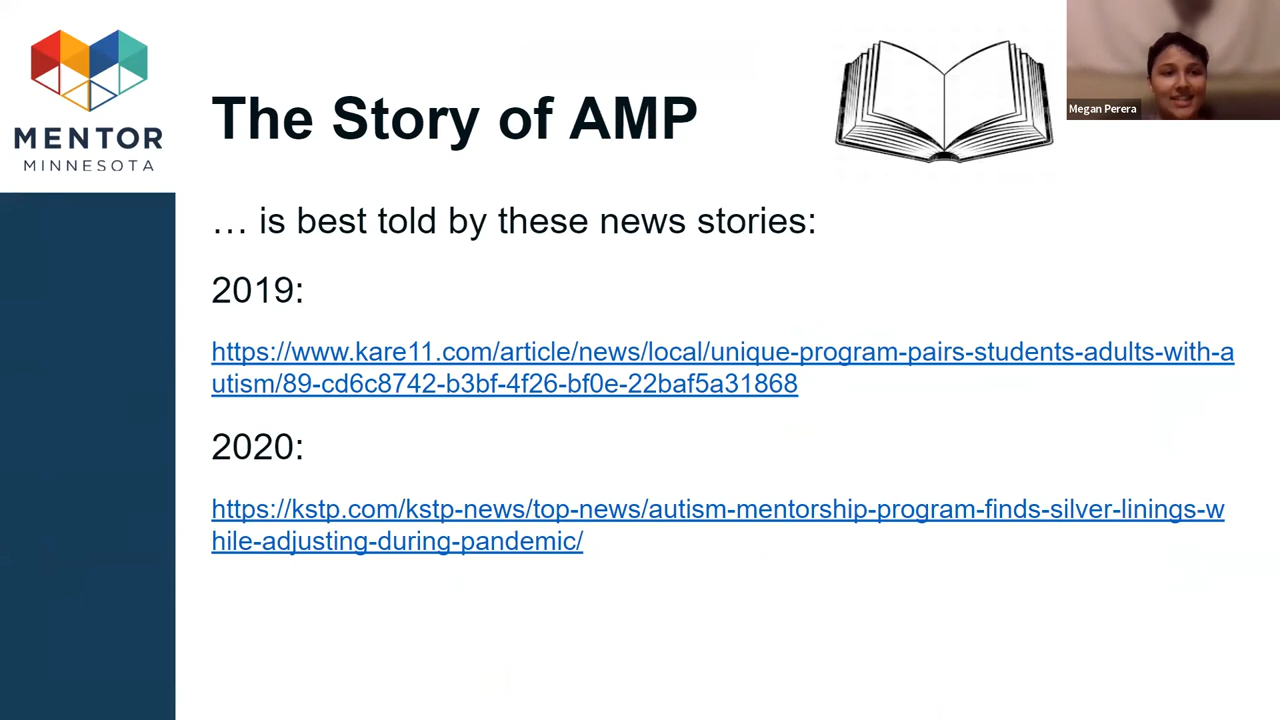 MENTOR
MINNESOTA
The Story of AMP
Megan Perera
… is best told by these news stories:
2019:
https://www.kare11.com/article/news/local/unique-program-pairs-students-adults-with-a
utism/89-cd6c8742-b3bf-4f26-bf0e-22baf5a31868
2020:
https://kstp.com/kstp-news/top-news/autism-mentorship-program-finds-silver-linings-w
hile-adjusting-during-pandemic/